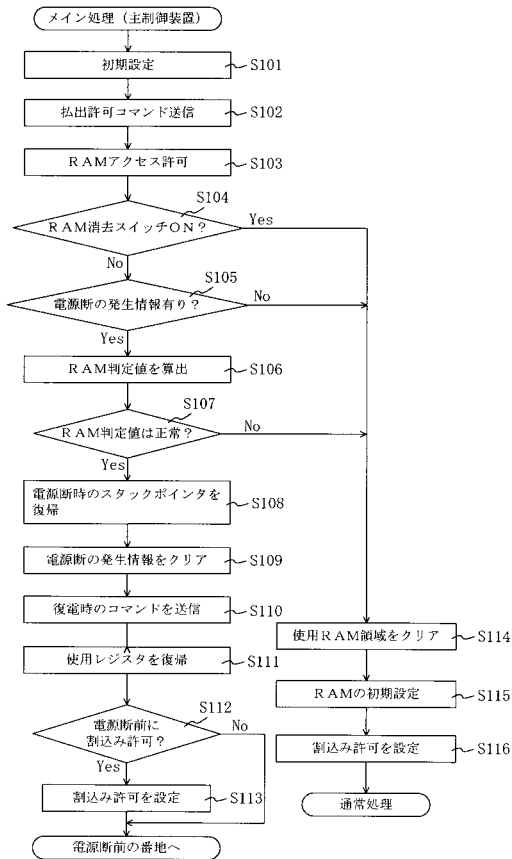 メイン処理（主制御装置）
初期設定
S101
払出許可コマンド送信
S102
ＲＡＭアクセス許可
S103
S104
ＲＡＭ消去スイッチＯＮ？
Yes
No
S105
電源断の発生情報有り？
No
Yes
ＲＡＭ判定値を算出
S106
S107
ＲＡＭ判定値は正常？
No
Yes
電源断時のスタックポインタを
復帰
S108
電源断の発生情報をクリア
S109
復電時のコマンドを送信
S110
使用レジスタを復帰
S111
S112
電源断前に
割込み許可？
No
Yes
割込み許可を設定
S113
電源断前の番地へ
使用ＲＡＭ領域をクリア
S114
ＲＡＭの初期設定
S115
割込み許可を設定
S116
通常処理